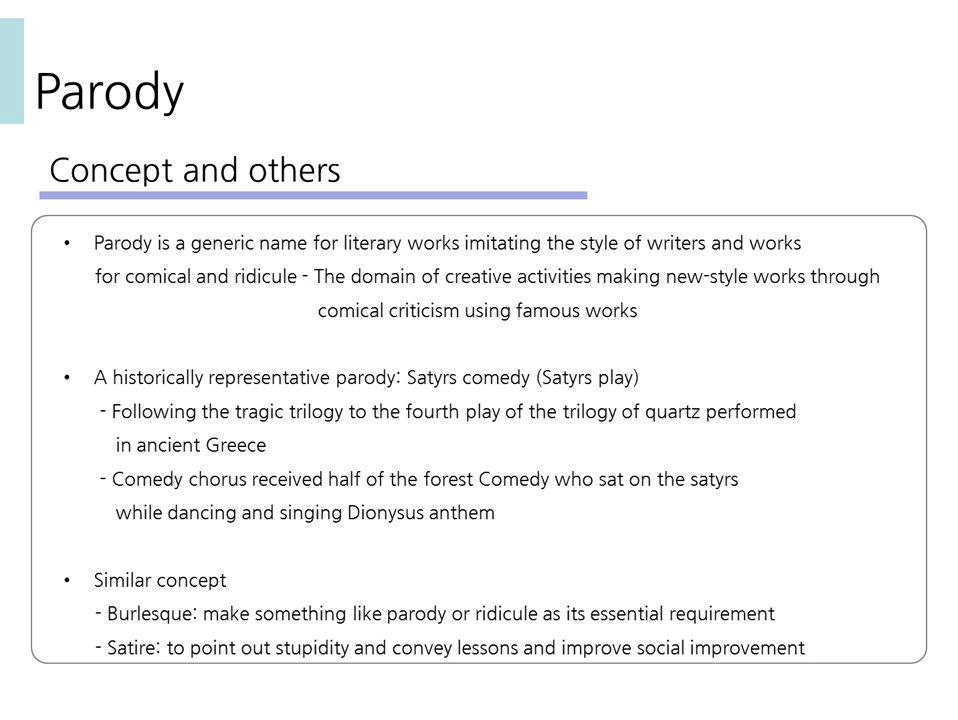 Parody
Concept and others
• Parody is a generic name for literary works imitating the style of writers and works
for comical and ridicule - The domain of creative activities making new-style works through
comical criticism using famous works
• A historically representative parody: Satyrs comedy (Satyrs play)
- Following the tragic trilogy to the fourth play of the trilogy of quartz performed
in ancient Greece
- Comedy chorus received half of the forest Comedy who sat on the satyrs
while dancing and singing Dionysus anthem
• Similar concept
- Burlesque: make something like parody or ridicule as its essential requirement
- Satire: to point out stupidity and convey lessons and improve social improvement